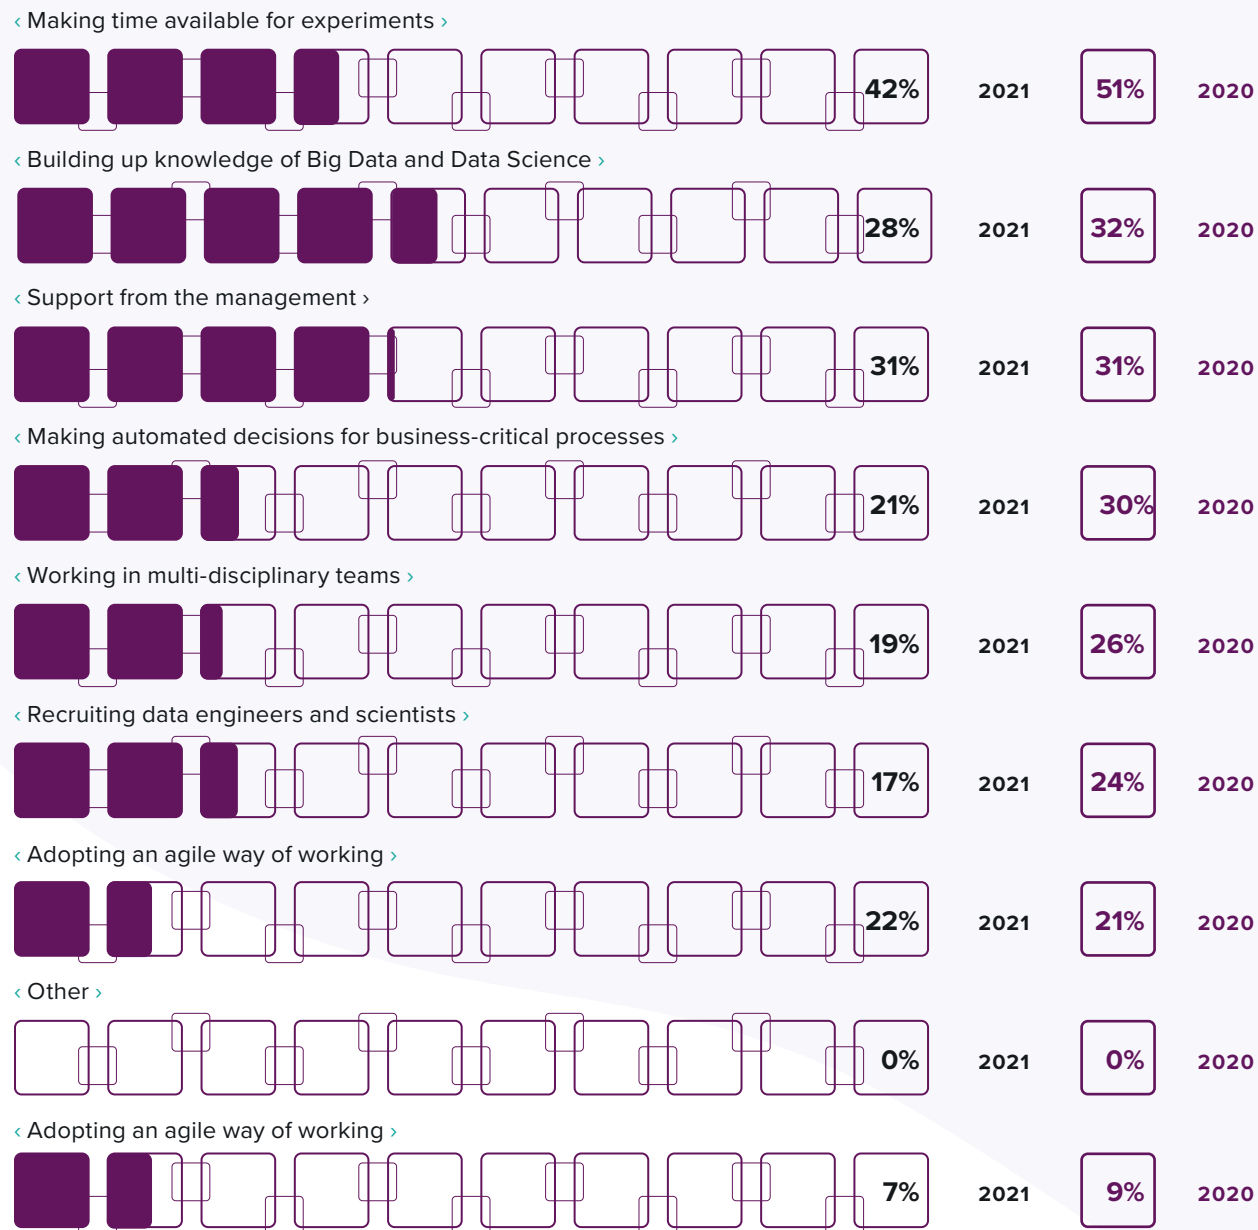 ‹ Making time available for experiments ›
42% 2021 51% 2020
‹ Building up knowledge of Big Data and Data Science ›
28% 2021 32% 2020
‹ Support from the management ›
31% 2021 31% 2020
‹ Making automated decisions for business-critical processes ›
21% 2021 30% 2020
‹ Working in multi-disciplinary teams ›
19% 2021 26% 2020
‹ Recruiting data engineers and scientists ›
17% 2021 24% 2020
‹ Adopting an agile way of working ›
22% 2021 21% 2020
‹ Other ›
0% 2021 0% 2020
‹ Adopting an agile way of working ›
7% 2021 9% 2020